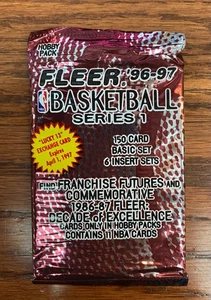 HOBBY
PACK
FLEER® '96-97
NBA BASKETBALL
SERIES 1
"LUCKY 13"
EXCHANGE CARD
Expires
April 1, 1997
150 CARD
BASIC SET
6 INSERT SETS
FIND FRANCHISE FUTURES AND
COMMEMORATIVE
1986-87 FLEER:
DECADE OF EXCELLENCE
CARDS ONLY IN HOBBY PACKS
CONTAINS 11 NBA CARDS